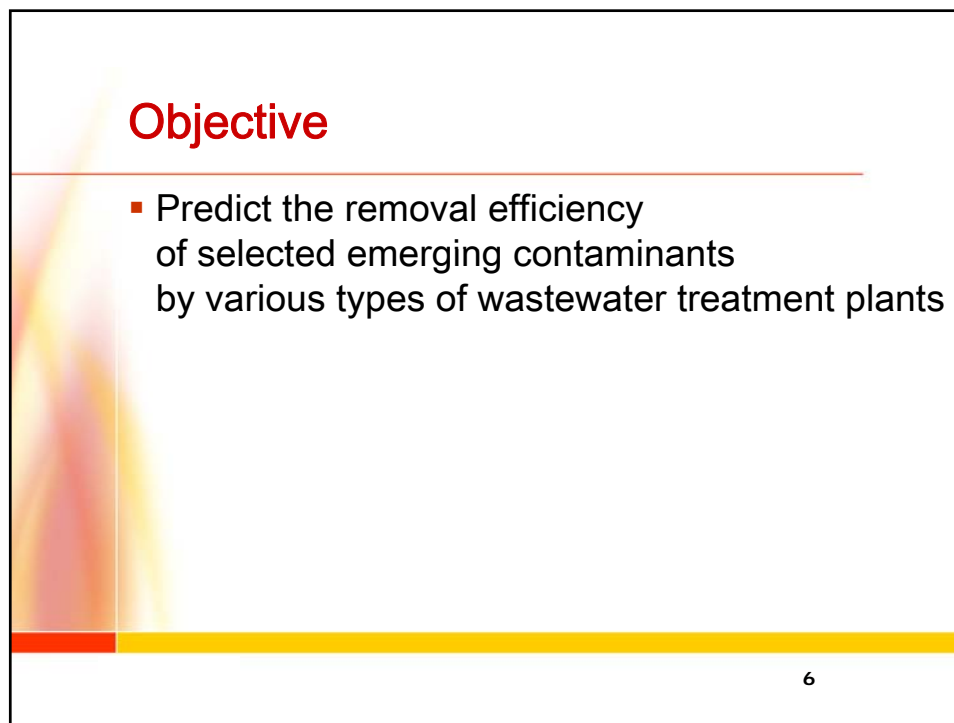 Objective
▪ Predict the removal efficiency
of selected emerging contaminants
by various types of wastewater treatment plants
6